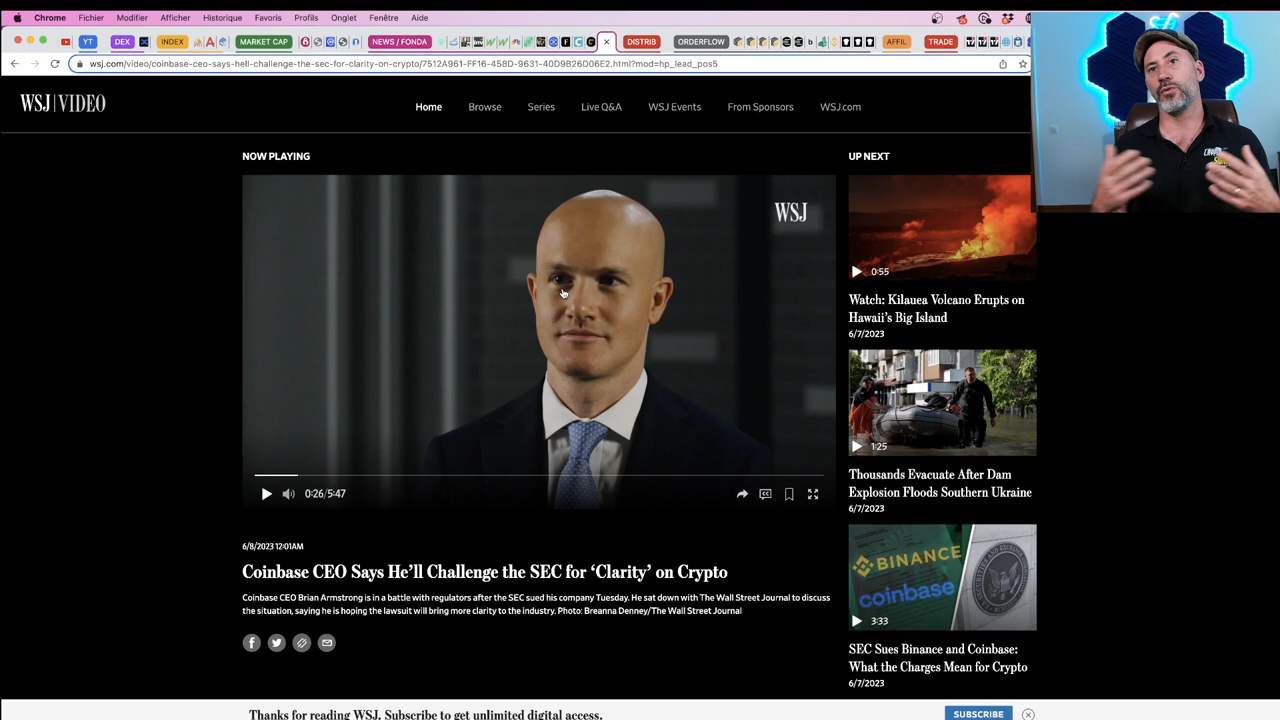 Chrome Fichier Modifier Afficher Historique Favoris Profils Onglet Fenêtre Aide
YT DEX INDEX MARKET CAP NEWS / FONDA DISTRIB ORDERFLOW AFFIL TRADE
wsj.com/video/coinbase-ceo-says-hell-challenge-the-sec-for-clarity-on-crypto/7512A961-FF16-458D-9631-40D9B26D06E2.html?mod=hp_lead_pos5
WSJ | VIDEO
Home Browse Series Live Q&A WSJ Events From Sponsors WSJ.com
NOW PLAYING
WSJ
0:26/5:47
6/8/2023 12:01AM
Coinbase CEO Says He'll Challenge the SEC for ‘Clarity’ on Crypto
Coinbase CEO Brian Armstrong is in a battle with regulators after the SEC sued his company Tuesday. He sat down with The Wall Street Journal to discuss
the situation, saying he is hoping the lawsuit will bring more clarity to the industry. Photo: Breanna Denney/The Wall Street Journal
UP NEXT
0:55
Watch: Kilauea Volcano Erupts on
Hawaii's Big Island
6/7/2023
1:25
Thousands Evacuate After Dam
Explosion Floods Southern Ukraine
6/7/2023
BINANCE
coinbase
3:33
SEC Sues Binance and Coinbase:
What the Charges Mean for Crypto
6/7/2023
Thanks for reading WSJ. Subscribe to get unlimited digital access.
SUBSCRIBE